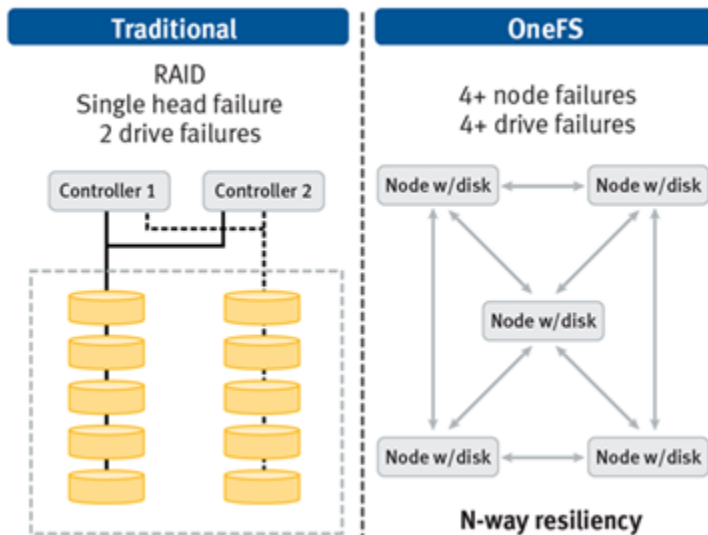 Traditional
RAID
Single head failure
2 drive failures
Controller 1
Controller 2
OneFS
4+ node failures
4+ drive failures
Node w/disk
Node w/disk
Node w/disk
Node w/disk
Node w/disk
N-way resiliency